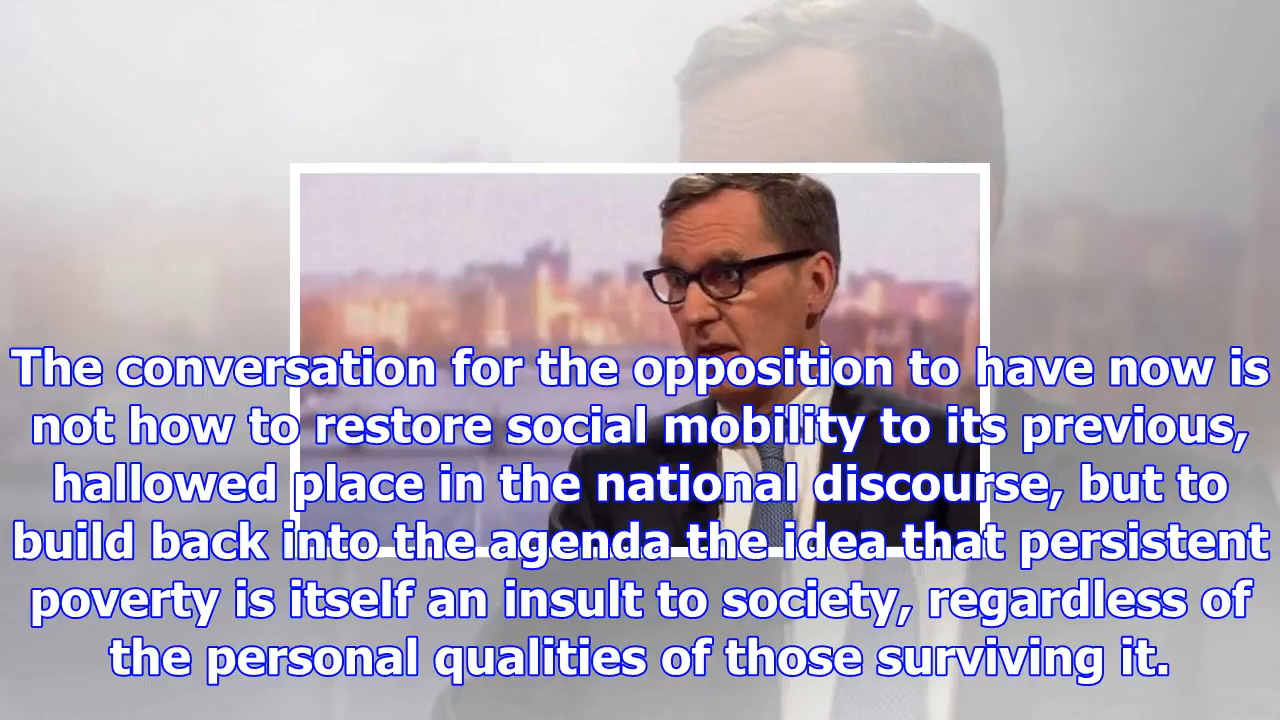 The conversation for the opposition to have now is
not how to restore social mobility to its previous,
hallowed place in the national discourse, but to
build back into the agenda the idea that persistent
poverty is itself an insult to society, regardless of
the personal qualities of those surviving it.